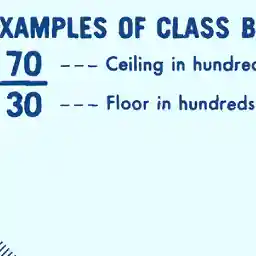 XAMPLES OF CLASS B
70 --- Ceiling in hundred
30 --- Floor in hundreds